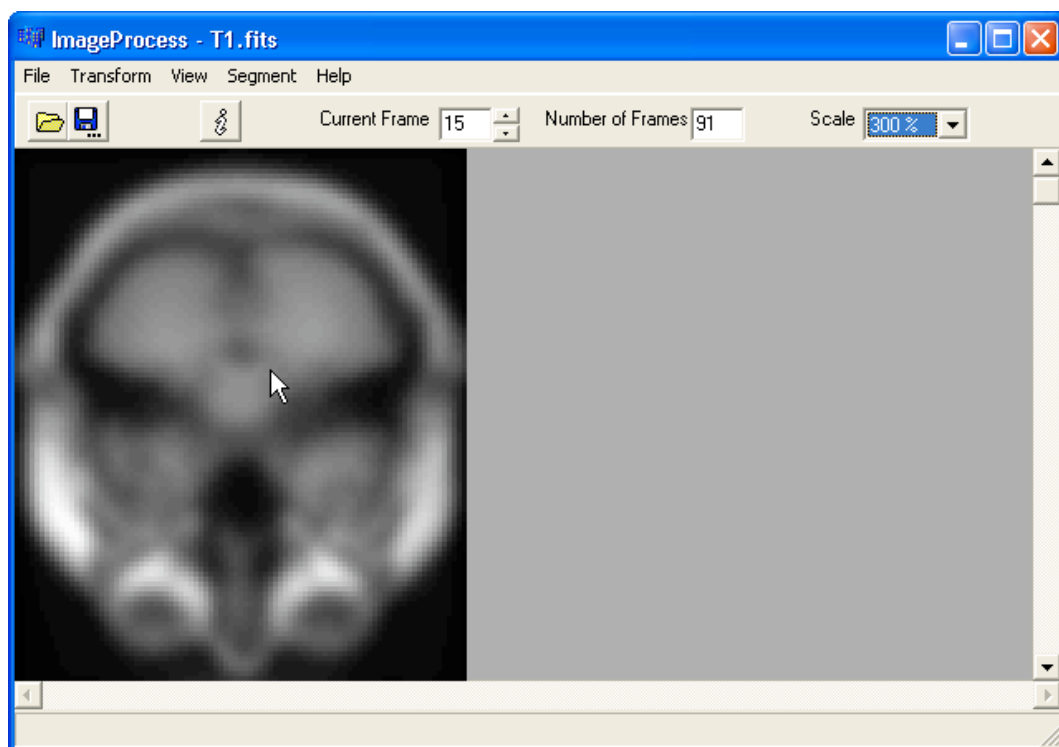 ImageProcess - T1.fits
File Transform View Segment Help
Current Frame 15 Number of Frames 91 Scale 300 %